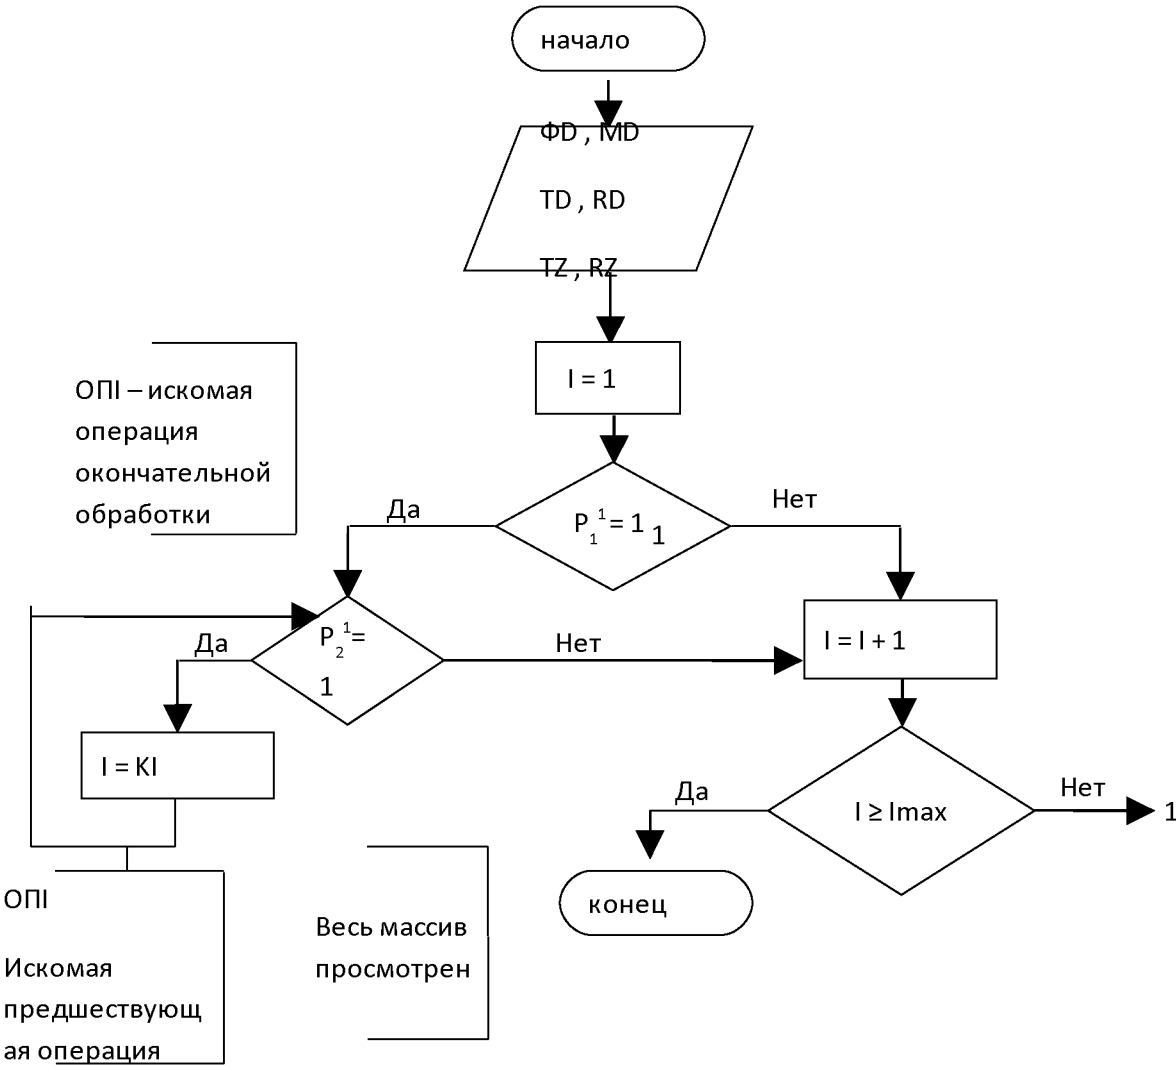 начало
ФD , MD
TD , RD
TZ , RZ
I = 1
ОПI – искомая
операция
окончательной
обработки
Да
P₁¹ = 1
1
Нет
Да
P₂¹ =
1
Нет
I = I + 1
I = KI
Да
I ≥ Imax
Нет
1
конец
ОПI
Искомая
предшествующ
ая операция
Весь массив
просмотрен